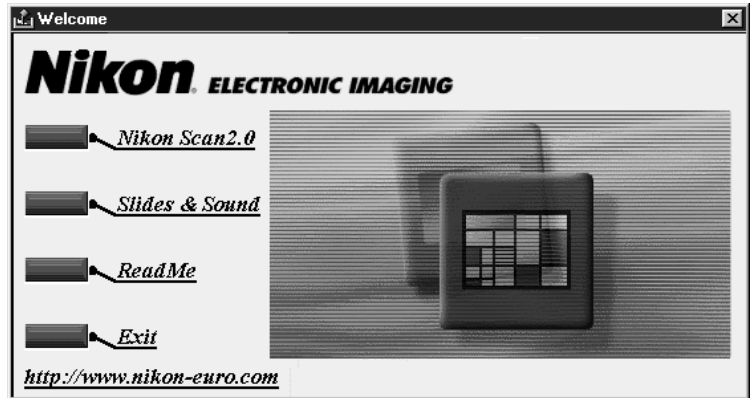 Welcome
Nikon® ELECTRONIC IMAGING
Nikon Scan2.0
Slides & Sound
ReadMe
Exit
http://www.nikon-euro.com